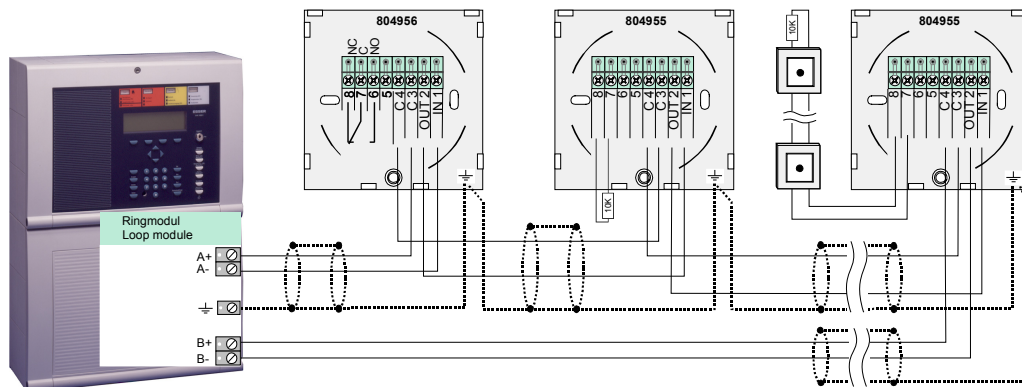 804956
NC
C
NO
8
7
6
5
C 4
C 3
OUT 2
IN 1
804955
8
7
6
5
C 4
C 3
OUT 2
IN 1
10K
10K
804955
8
7
6
5
C 4
C 3
OUT 2
IN 1
Ringmodul
Loop module
A+
A-
B+
B-